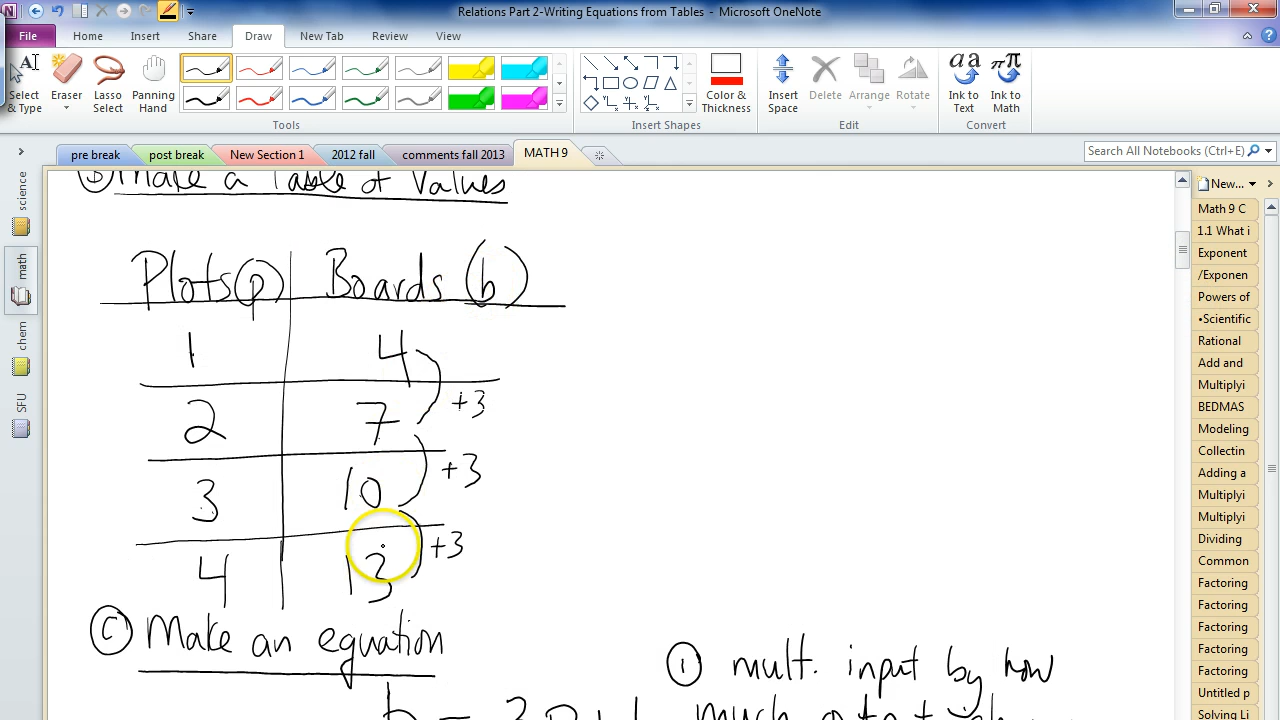 Relations Part 2-Writing Equations from Tables - Microsoft OneNote
File Home Insert Share Draw New Tab Review View
Select & Type
Eraser
Lasso Select
Panning Hand
Color & Thickness
Insert Space
Delete
Arrange
Rotate
Ink to Text
Ink to Math
Tools
Insert Shapes
Edit
Convert
pre break
post break
New Section 1
2012 fall
comments fall 2013
MATH 9
Search All Notebooks (Ctrl+E)
science
math
chem
SFU
Make a Table of Values
Plots (p) Boards (b)
1 4
+3
2 7
+3
3 10
+3
4 13
Ⓒ Make an equation
① mult. input by how
much output
New...
Math 9 C
1.1 What i
Exponent
/Exponen
Powers of
•Scientific
Rational
Add and
Multiplyi
BEDMAS
Modeling
Collectin
Adding a
Multiplyi
Multiplyi
Dividing
Common
Factoring
Factoring
Factoring
Factoring
Factoring
Untitled p
Solving Li